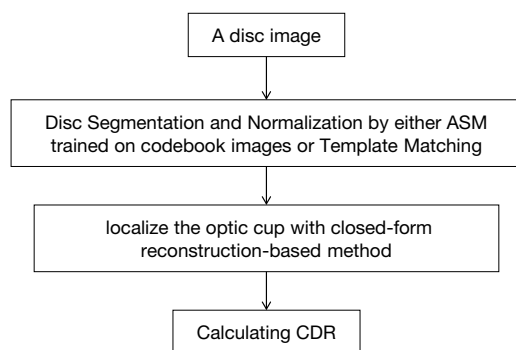 A disc image
Disc Segmentation and Normalization by either ASM
trained on codebook images or Template Matching
localize the optic cup with closed-form
reconstruction-based method
Calculating CDR